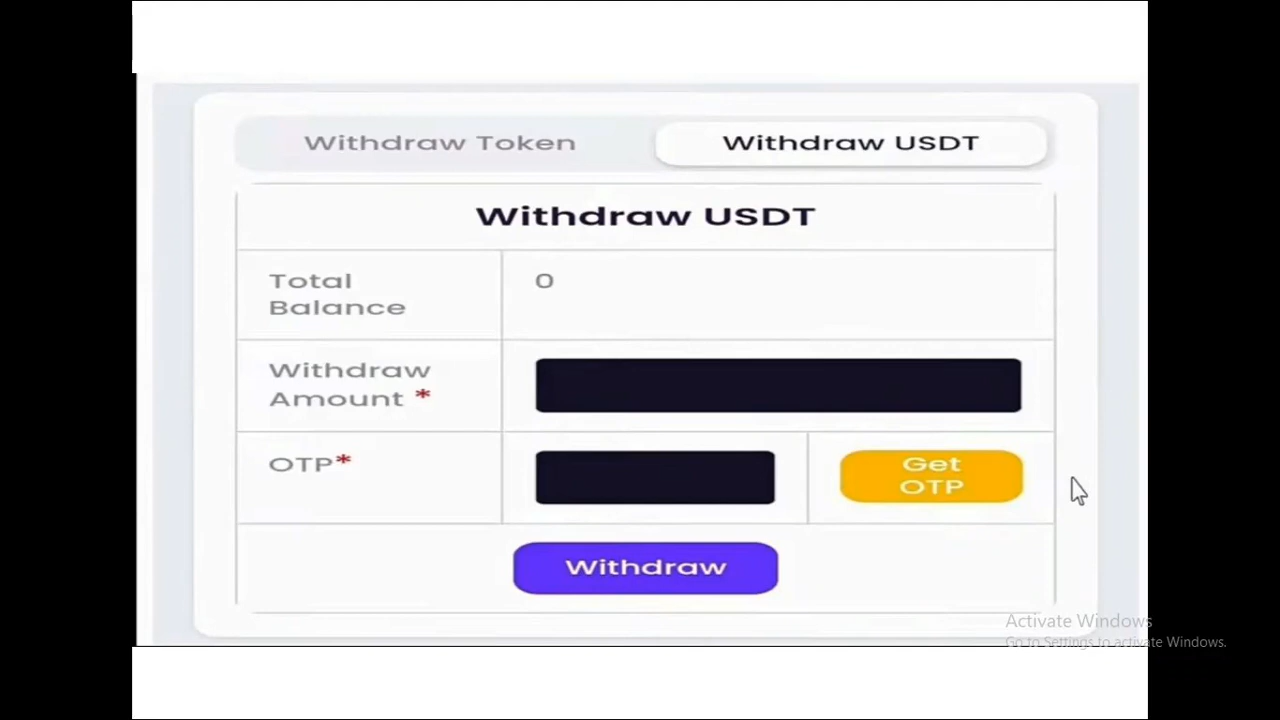 Withdraw Token
Withdraw USDT
Withdraw USDT
Total
Balance
0
Withdraw
Amount *
OTP*
Get
OTP
Withdraw
Activate Windows
Go to Settings to activate Windows.